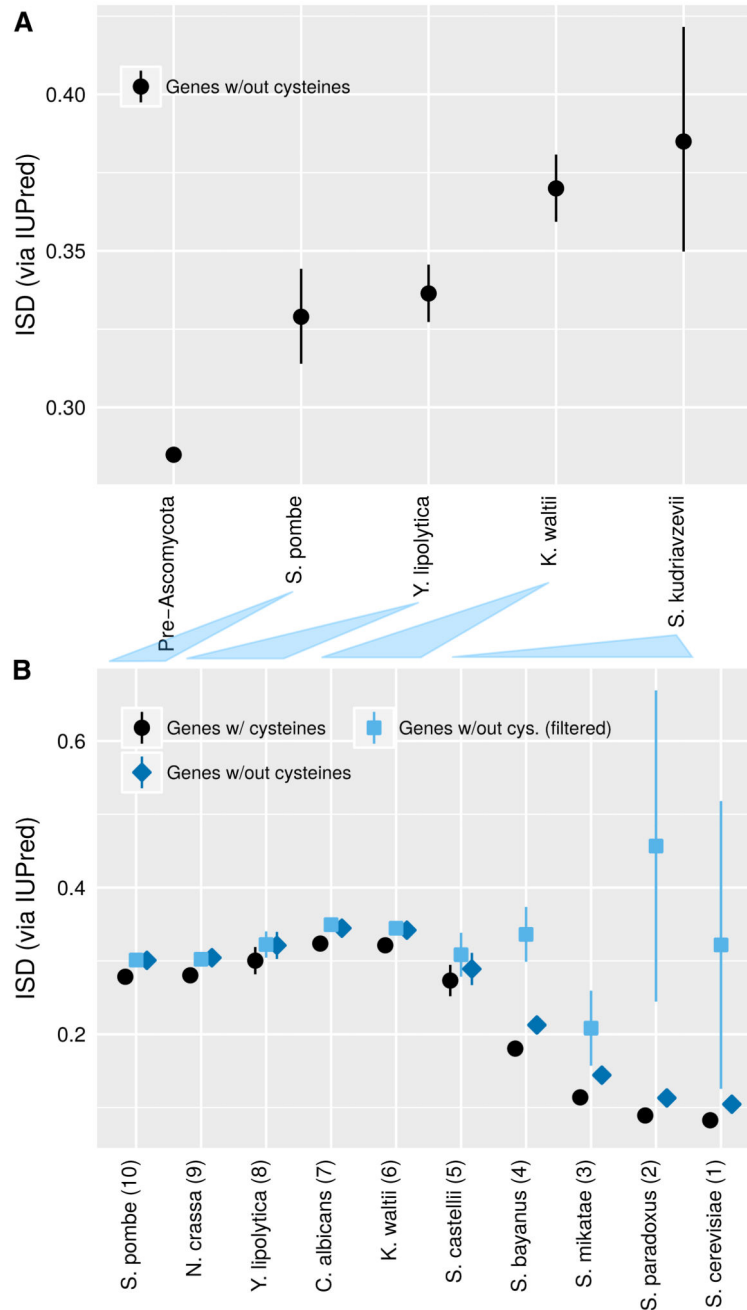 A
Genes w/out cysteines
ISD (via IUPred)
0.40
0.35
0.30
Pre−Ascomycota
S. pombe
Y. lipolytica
K. waltii
S. kudriavzevii
B
Genes w/ cysteines
Genes w/out cys. (filtered)
Genes w/out cysteines
ISD (via IUPred)
0.6
0.4
0.2
S. pombe (10)
N. crassa (9)
Y. lipolytica (8)
C. albicans (7)
K. waltii (6)
S. castellii (5)
S. bayanus (4)
S. mikatae (3)
S. paradoxus (2)
S. cerevisiae (1)